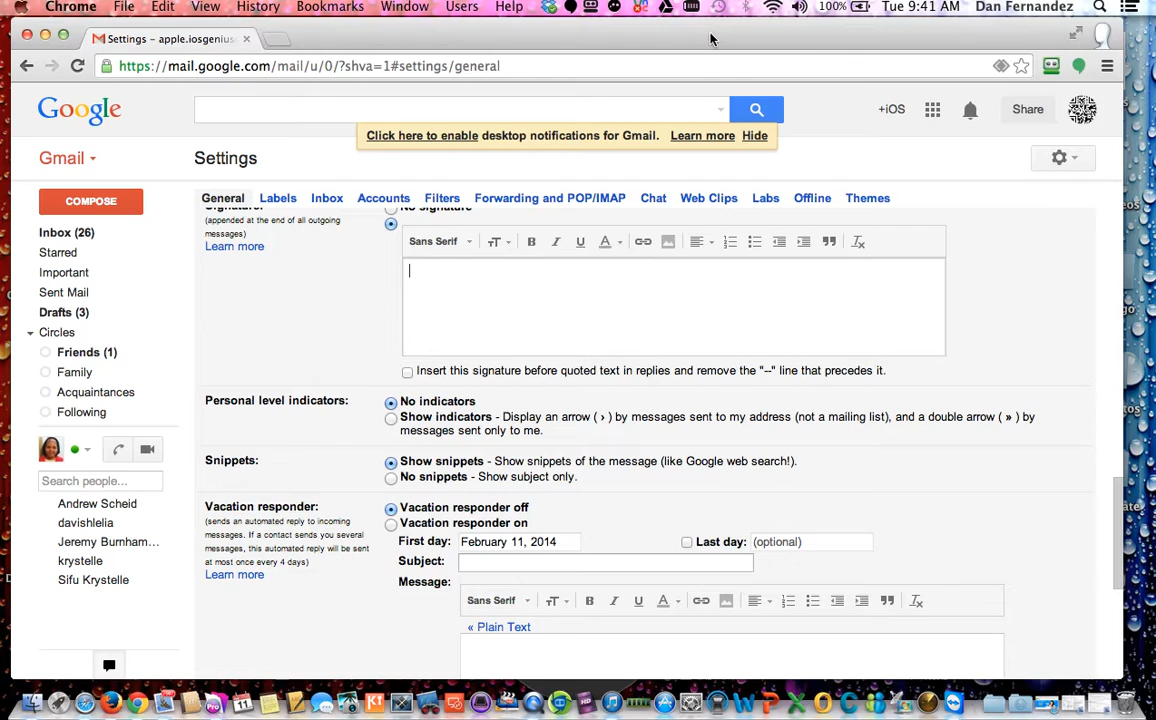 Chrome File Edit View History Bookmarks Window Users Help 100% Tue 9:41 AM Dan Fernandez
Settings – apple.iosgenius ×
https://mail.google.com/mail/u/0/?shva=1#settings/general
Google +iOS Share
Click here to enable desktop notifications for Gmail. Learn more Hide
Gmail Settings
COMPOSE
General Labels Inbox Accounts Filters Forwarding and POP/IMAP Chat Web Clips Labs Offline Themes
Inbox (26)
Starred
Important
Sent Mail
Drafts (3)
Circles
Friends (1)
Family
Acquaintances
Following
Search people...
Andrew Scheid
davishlelia
Jeremy Burnham...
krystelle
Sifu Krystelle
Signature: No signature
(appended at the end of all outgoing
messages)
Learn more
Sans Serif
Insert this signature before quoted text in replies and remove the "--" line that precedes it.
Personal level indicators: No indicators
Show indicators - Display an arrow ( › ) by messages sent to my address (not a mailing list), and a double arrow ( » ) by
messages sent only to me.
Snippets: Show snippets - Show snippets of the message (like Google web search!).
No snippets - Show subject only.
Vacation responder: Vacation responder off
(sends an automated reply to incoming
messages. If a contact sends you several
messages, this automated reply will be sent
at most once every 4 days)
Learn more
Vacation responder on
First day: February 11, 2014 Last day: (optional)
Subject:
Message:
Sans Serif
« Plain Text